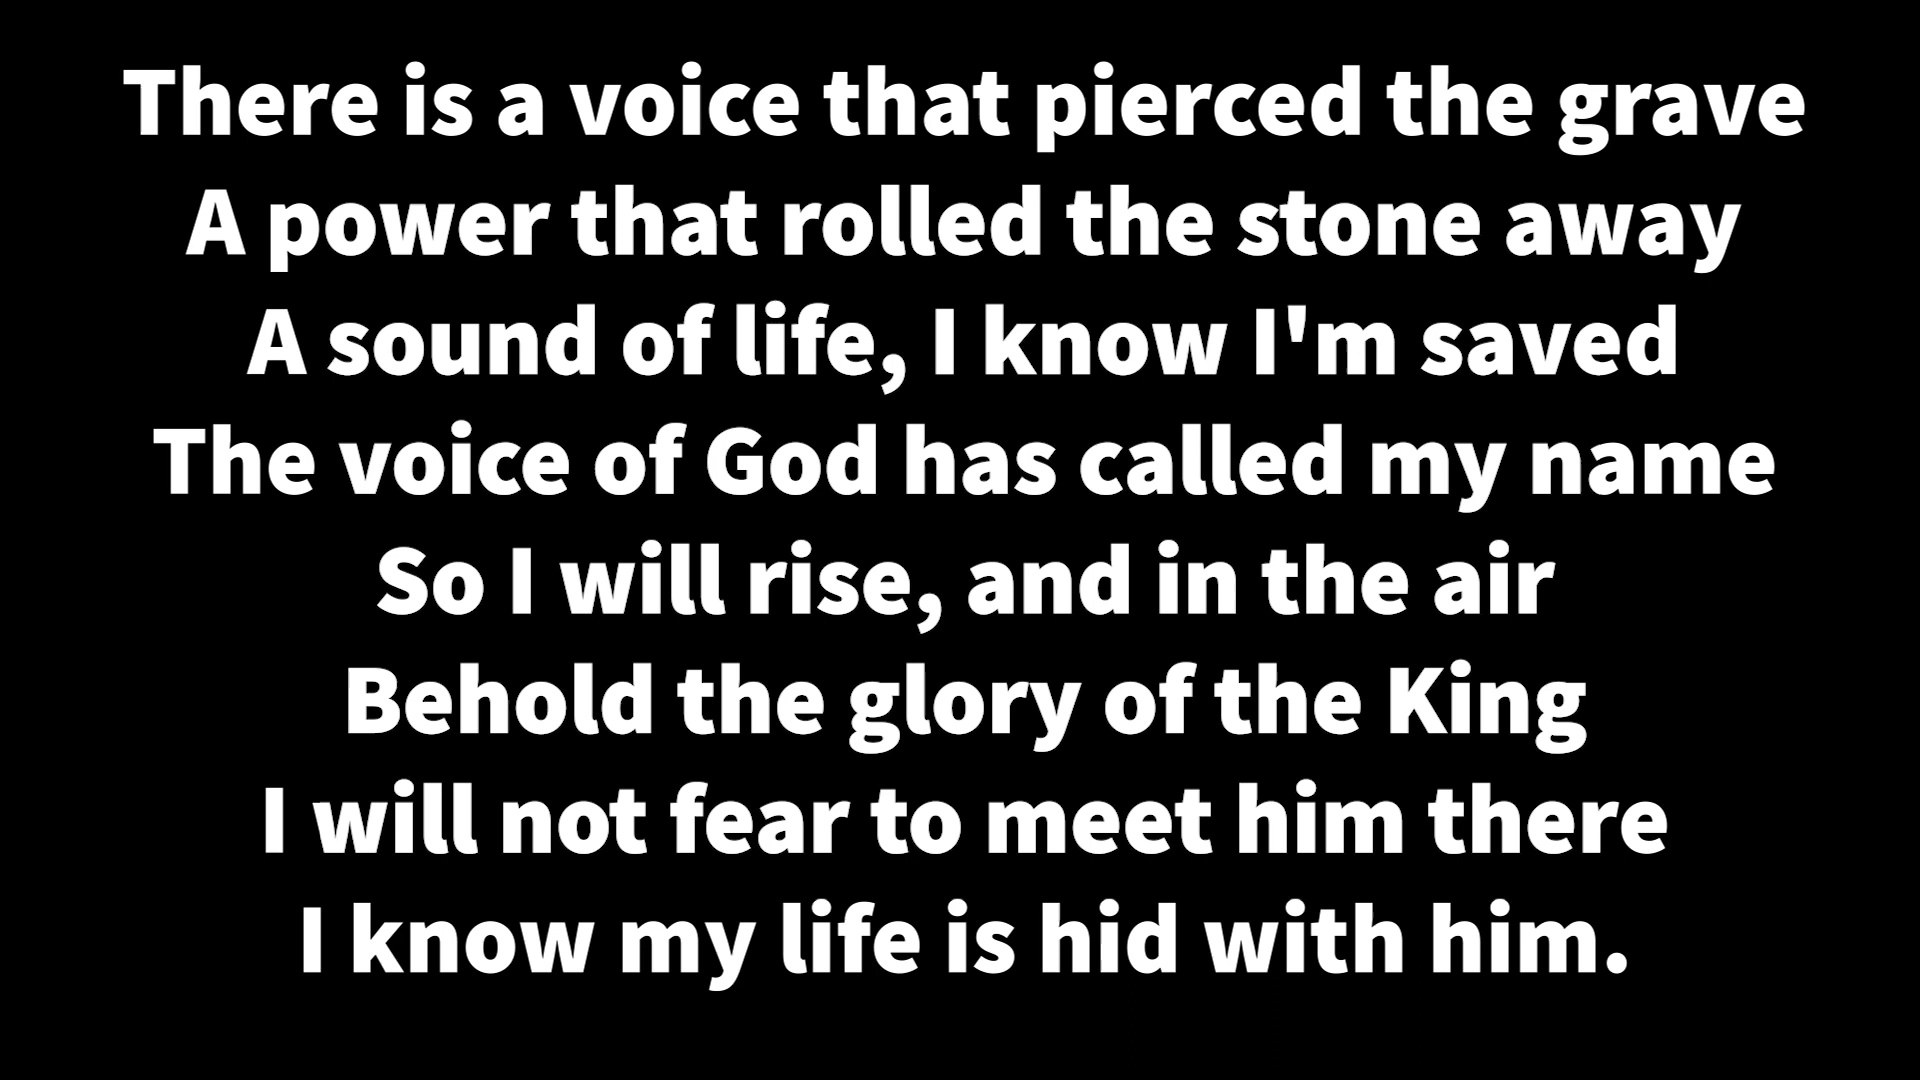 There is a voice that pierced the grave
A power that rolled the stone away
A sound of life, I know I'm saved
The voice of God has called my name
So I will rise, and in the air
Behold the glory of the King
I will not fear to meet him there
I know my life is hid with him.